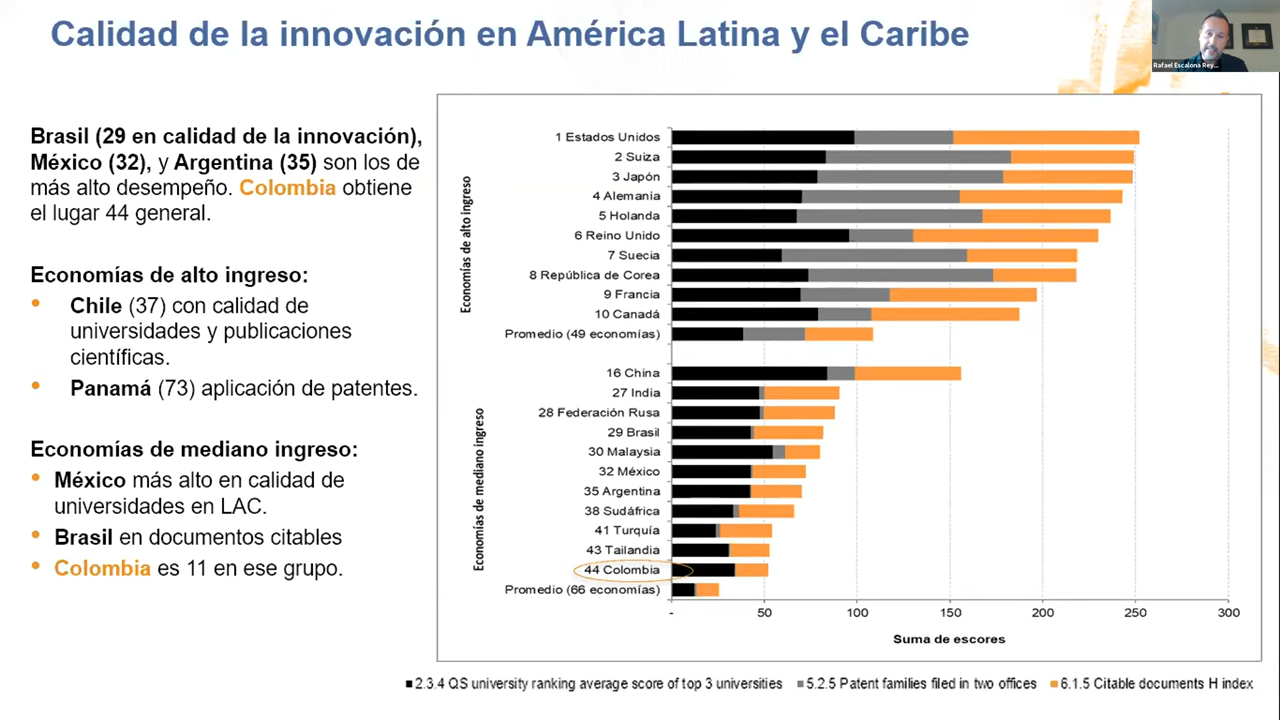 Calidad de la innovación en América Latina y el Caribe
Rafael Escalona Rey...
Brasil (29 en calidad de la innovación),
México (32), y Argentina (35) son los de
más alto desempeño. Colombia obtiene
el lugar 44 general.
Economías de alto ingreso:
• Chile (37) con calidad de
universidades y publicaciones
científicas.
• Panamá (73) aplicación de patentes.
Economías de mediano ingreso:
• México más alto en calidad de
universidades en LAC.
• Brasil en documentos citables
• Colombia es 11 en ese grupo.
Economías de alto ingreso
1 Estados Unidos
2 Suiza
3 Japón
4 Alemania
5 Holanda
6 Reino Unido
7 Suecia
8 República de Corea
9 Francia
10 Canadá
Promedio (49 economías)
Economías de mediano ingreso
16 China
27 India
28 Federación Rusa
29 Brasil
30 Malaysia
32 México
35 Argentina
38 Sudáfrica
41 Turquía
43 Tailandia
44 Colombia
Promedio (66 economías)
- 50 100 150 200 250 300
Suma de escores
2.3.4 QS university ranking average score of top 3 universities 5.2.5 Patent families filed in two offices 6.1.5 Citable documents H index